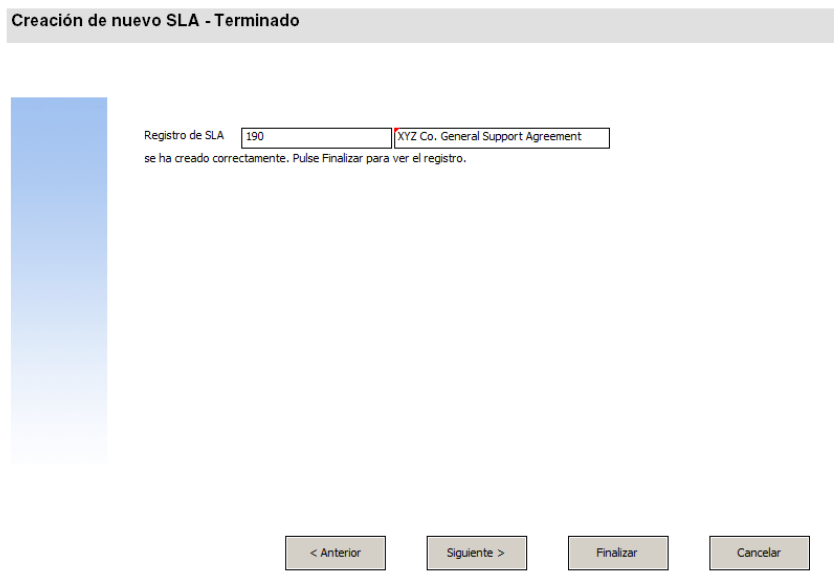 Creación de nuevo SLA - Terminado
Registro de SLA 190 XYZ Co. General Support Agreement
se ha creado correctamente. Pulse Finalizar para ver el registro.
< Anterior Siguiente > Finalizar Cancelar